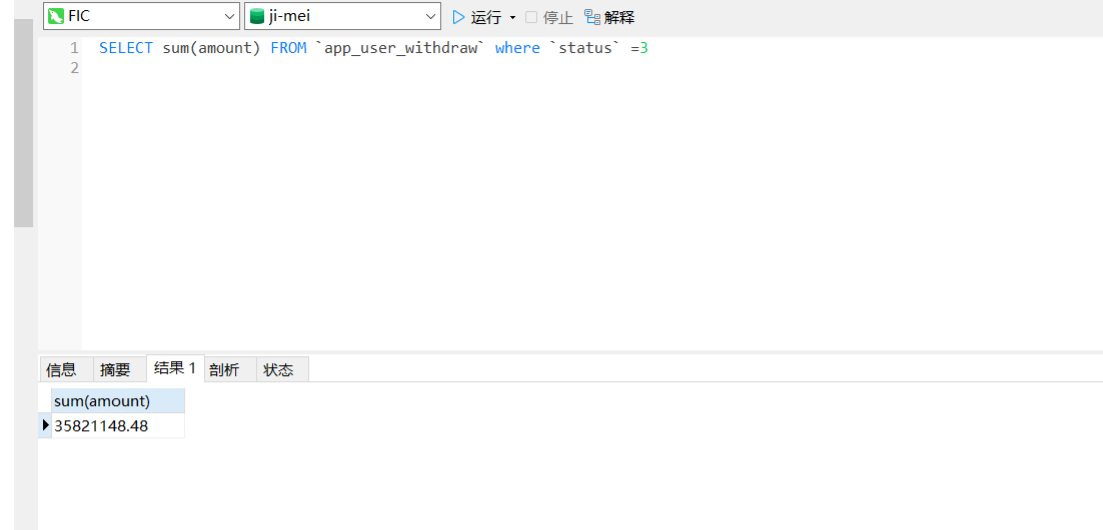 FIC ji-mei 运行 停止 解释
1 SELECT sum(amount) FROM `app_user_withdraw` where `status` =3
2
信息 摘要 结果 1 剖析 状态
sum(amount)
35821148.48